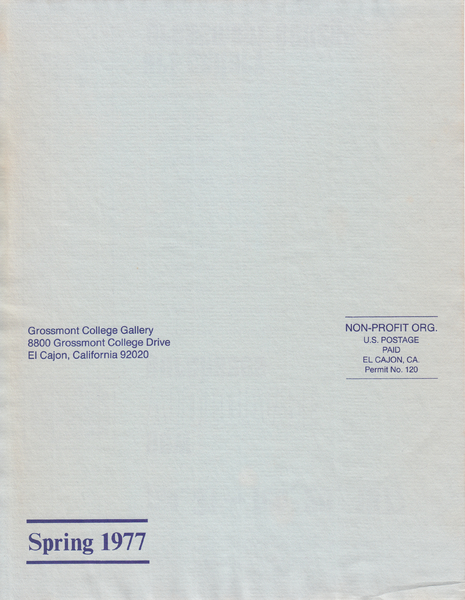 Grossmont College Gallery
8800 Grossmont College Drive
El Cajon, California 92020
NON-PROFIT ORG.
U.S. POSTAGE
PAID
EL CAJON, CA.
Permit No. 120
Spring 1977